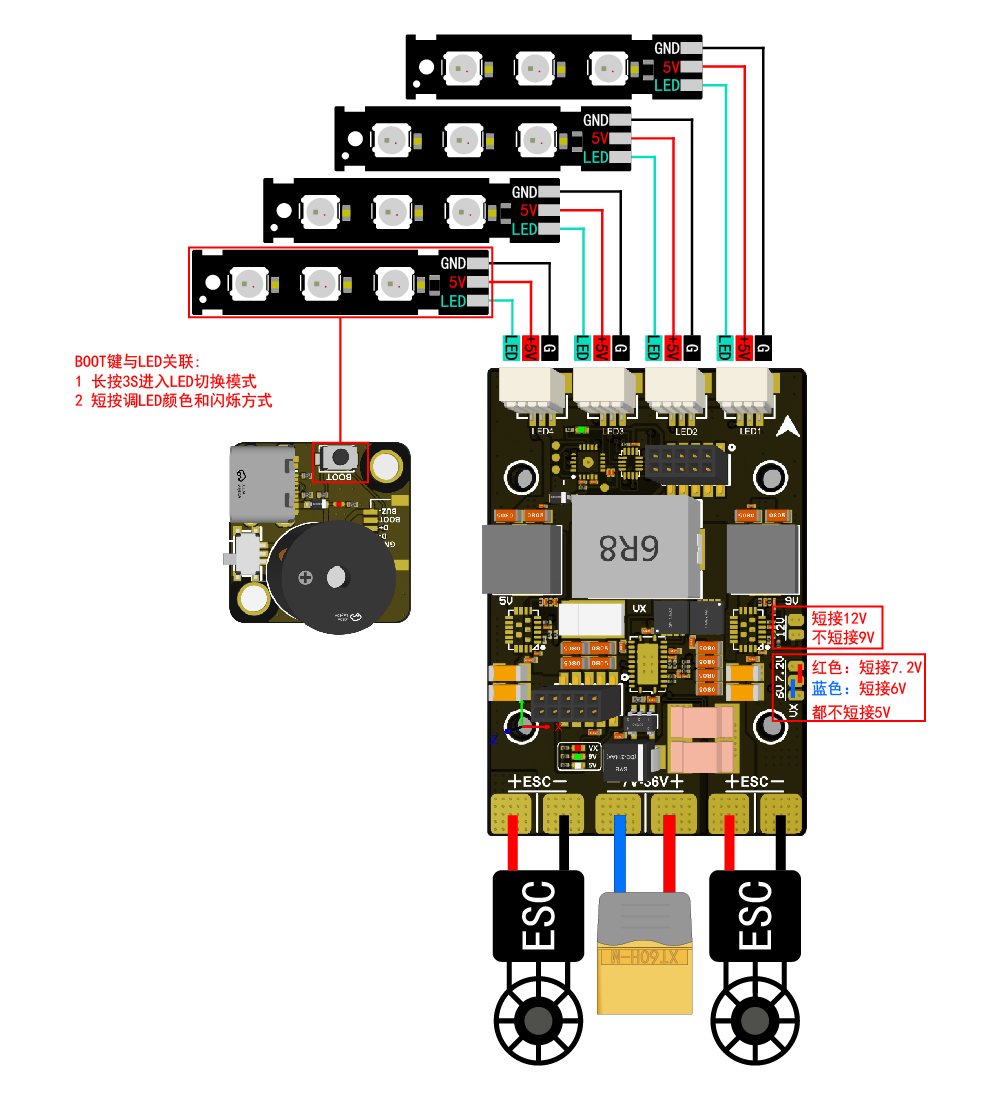 GND
5V
LED
GND
5V
LED
GND
5V
LED
GND
5V
LED
LED
+5V
G
LED
+5V
G
LED
+5V
G
LED
+5V
G
BOOT键与LED关联:
1 长按3S进入LED切换模式
2 短按调LED颜色和闪烁方式
LED4
LED3
LED2
LED1
BOOT
BUZ-
BOOT
D+
D-
6R8
5V
9V
VX
12V
短接12V
不短接9V
7.2V
6V
VX
红色：短接7.2V
蓝色：短接6V
都不短接5V
VX
9V
5V
+ESC-
+ESC-
ESC
ESC
XT60H-M